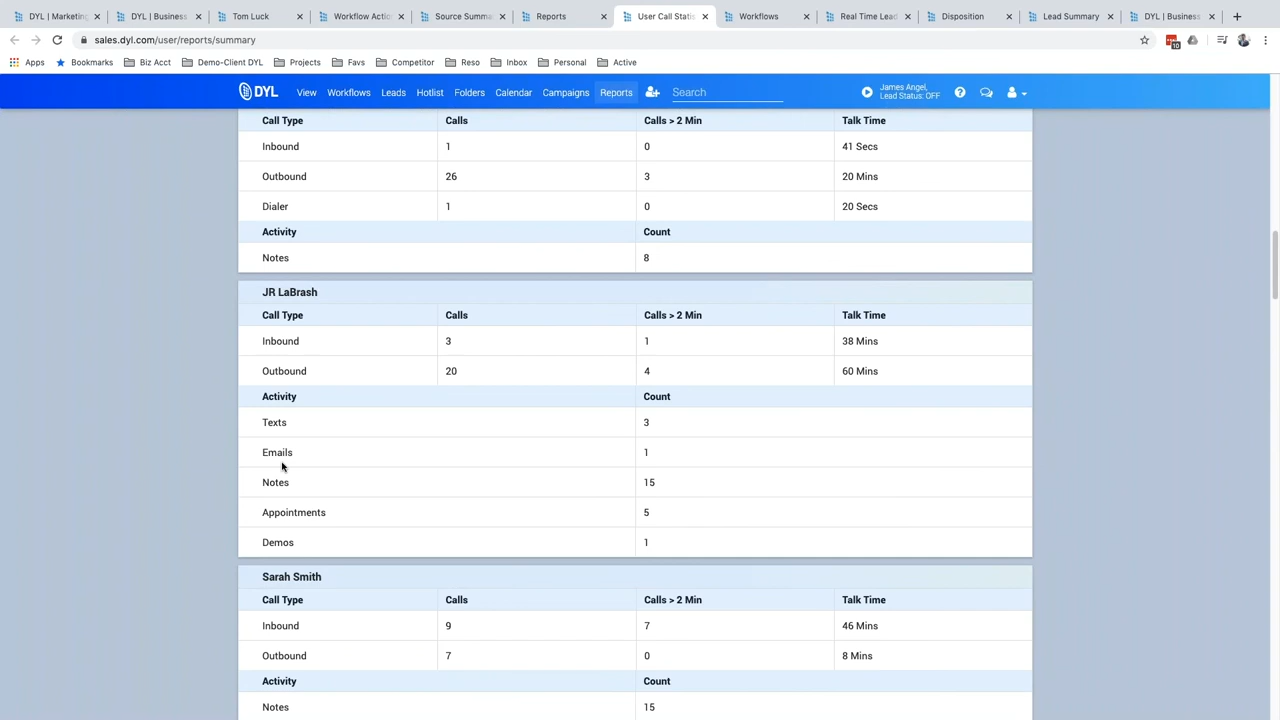 DYL | Marketing
DYL | Business
Tom Luck
Workflow Actio
Source Summa
Reports
User Call Statis
Workflows
Real Time Lead
Disposition
Lead Summary
DYL | Business
sales.dyl.com/user/reports/summary
10
Apps
Bookmarks
Biz Acct
Demo-Client DYL
Projects
Favs
Competitor
Reso
Inbox
Personal
Active
DYL View Workflows Leads Hotlist Folders Calendar Campaigns Reports Search
James Angel,
Lead Status: OFF
Call Type Calls Calls > 2 Min Talk Time
Inbound 1 0 41 Secs
Outbound 26 3 20 Mins
Dialer 1 0 20 Secs
Activity Count
Notes 8
JR LaBrash
Call Type Calls Calls > 2 Min Talk Time
Inbound 3 1 38 Mins
Outbound 20 4 60 Mins
Activity Count
Texts 3
Emails 1
Notes 15
Appointments 5
Demos 1
Sarah Smith
Call Type Calls Calls > 2 Min Talk Time
Inbound 9 7 46 Mins
Outbound 7 0 8 Mins
Activity Count
Notes 15